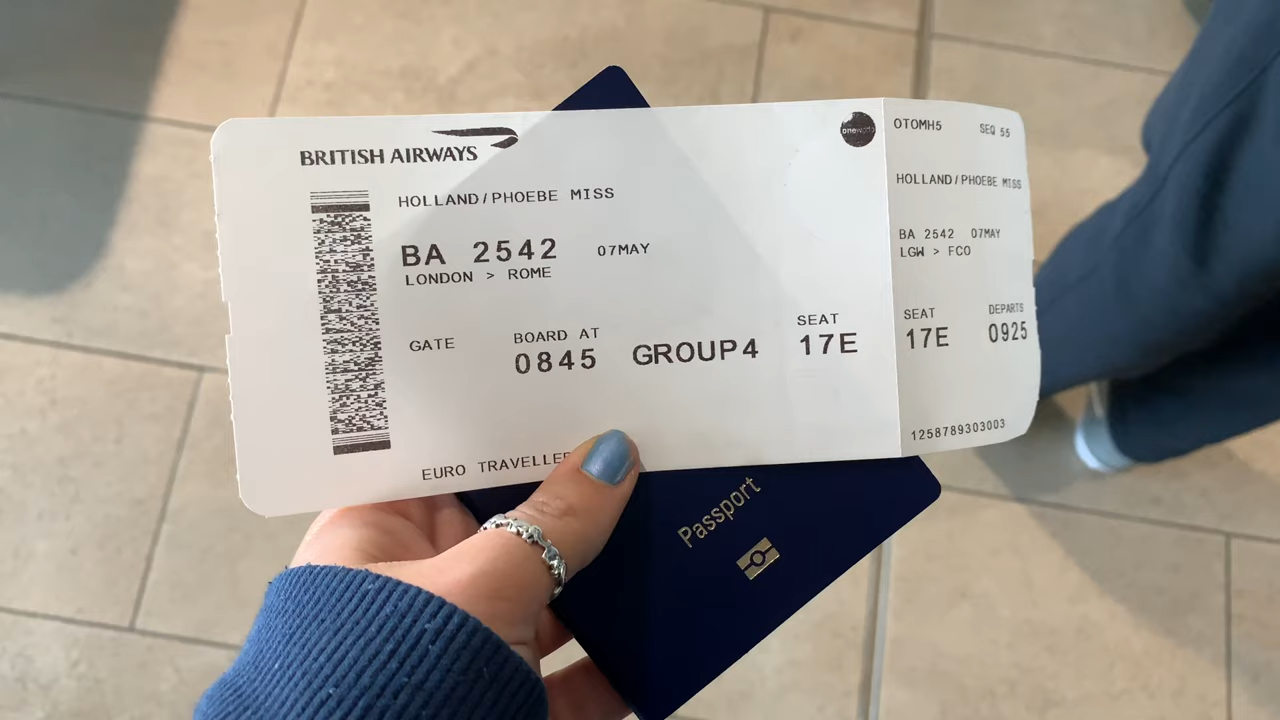 BRITISH AIRWAYS
oneworld
HOLLAND/PHOEBE MISS
BA 2542 07MAY
LONDON > ROME
GATE
BOARD AT
0845
GROUP4
SEAT
17E
EURO TRAVELLER
OTOMH5 SEQ 55
HOLLAND/PHOEBE MISS
BA 2542 07MAY
LGW > FCO
SEAT DEPARTS
17E 0925
1258789303003
Passport